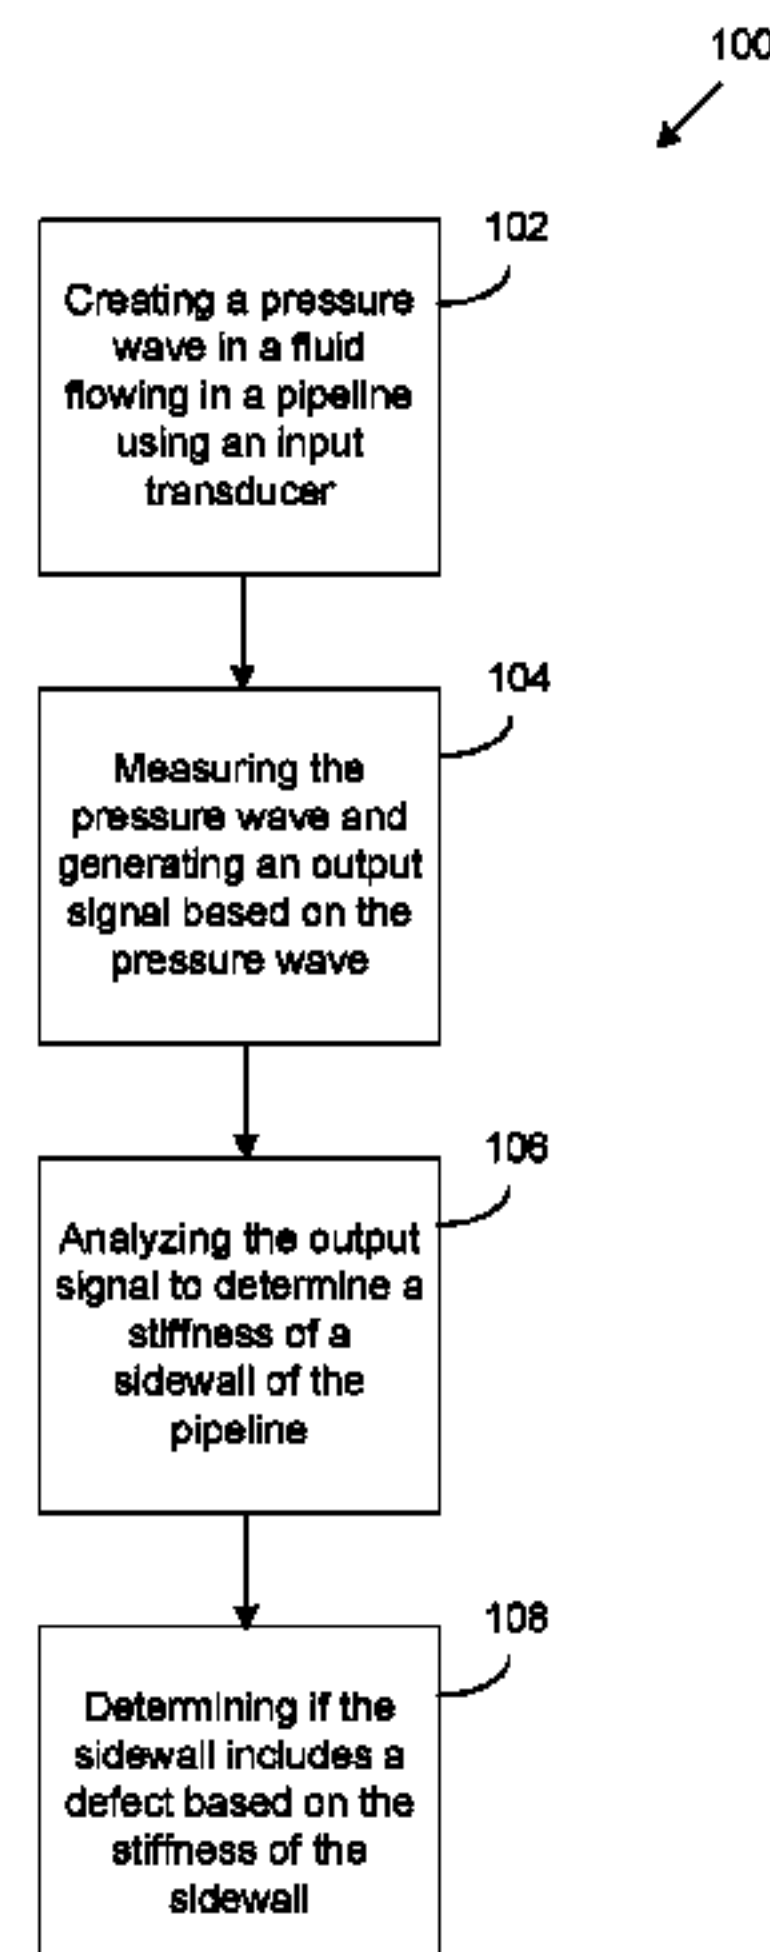 100
102
Creating a pressure
wave in a fluid
flowing in a pipeline
using an input
transducer
104
Measuring the
pressure wave and
generating an output
signal based on the
pressure wave
106
Analyzing the output
signal to determine a
stiffness of a
sidewall of the
pipeline
108
Determining if the
sidewall includes a
defect based on the
stiffness of the
sidewall